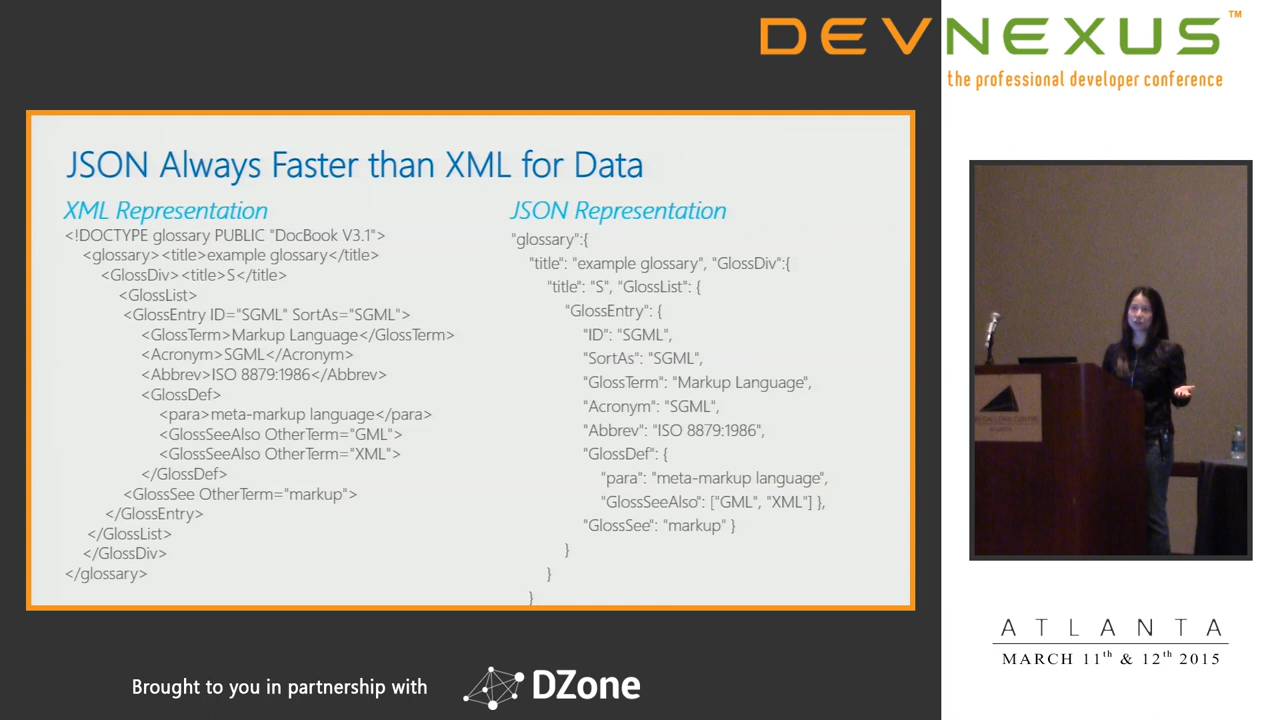 DEVNEXUS™
the professional developer conference
JSON Always Faster than XML for Data
XML Representation
<!DOCTYPE glossary PUBLIC "DocBook V3.1">
<glossary><title>example glossary</title>
<GlossDiv><title>S</title>
<GlossList>
<GlossEntry ID="SGML" SortAs="SGML">
<GlossTerm>Markup Language</GlossTerm>
<Acronym>SGML</Acronym>
<Abbrev>ISO 8879:1986</Abbrev>
<GlossDef>
<para>meta-markup language</para>
<GlossSeeAlso OtherTerm="GML">
<GlossSeeAlso OtherTerm="XML">
</GlossDef>
<GlossSee OtherTerm="markup">
</GlossEntry>
</GlossList>
</GlossDiv>
</glossary>
JSON Representation
"glossary":{
"title": "example glossary", "GlossDiv":{
"title": "S", "GlossList": {
"GlossEntry": {
"ID": "SGML",
"SortAs": "SGML",
"GlossTerm": "Markup Language",
"Acronym": "SGML",
"Abbrev": "ISO 8879:1986",
"GlossDef": {
"para": "meta-markup language",
"GlossSeeAlso": ["GML", "XML"] },
"GlossSee": "markup" }
}
}
}
ATLANTA
MARCH 11th & 12th 2015
Brought to you in partnership with
DZone